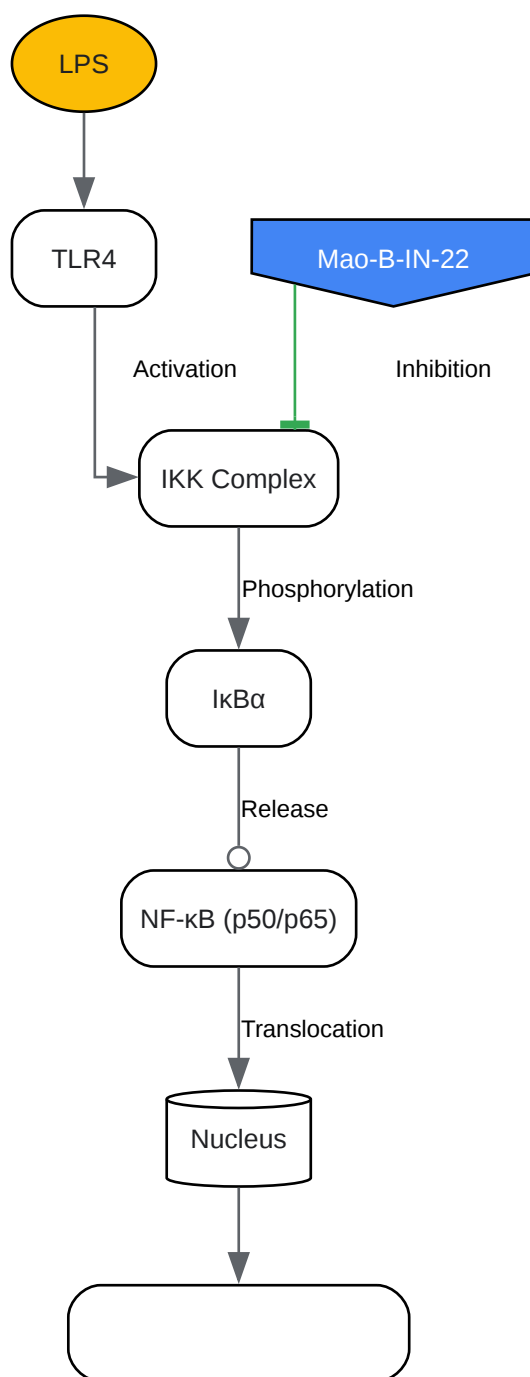 LPS
TLR4
Mao-B-IN-22
Activation
Inhibition
IKK Complex
Phosphorylation
IκBα
Release
NF-κB (p50/p65)
Translocation
Nucleus